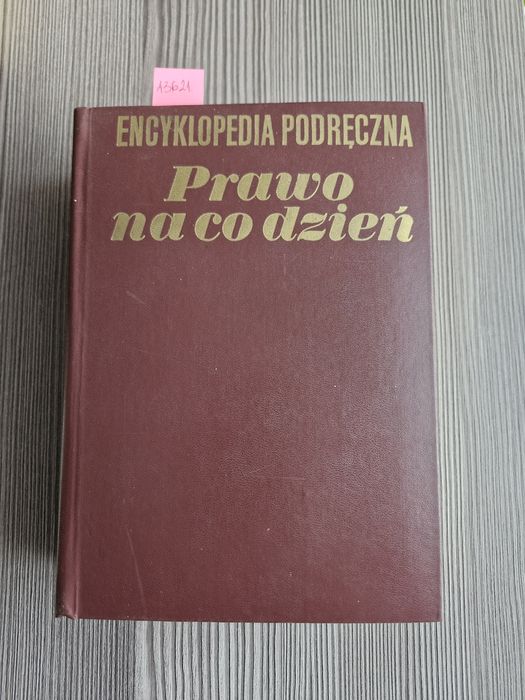 13621
ENCYKLOPEDIA PODRĘCZNA
Prawo
na co dzień